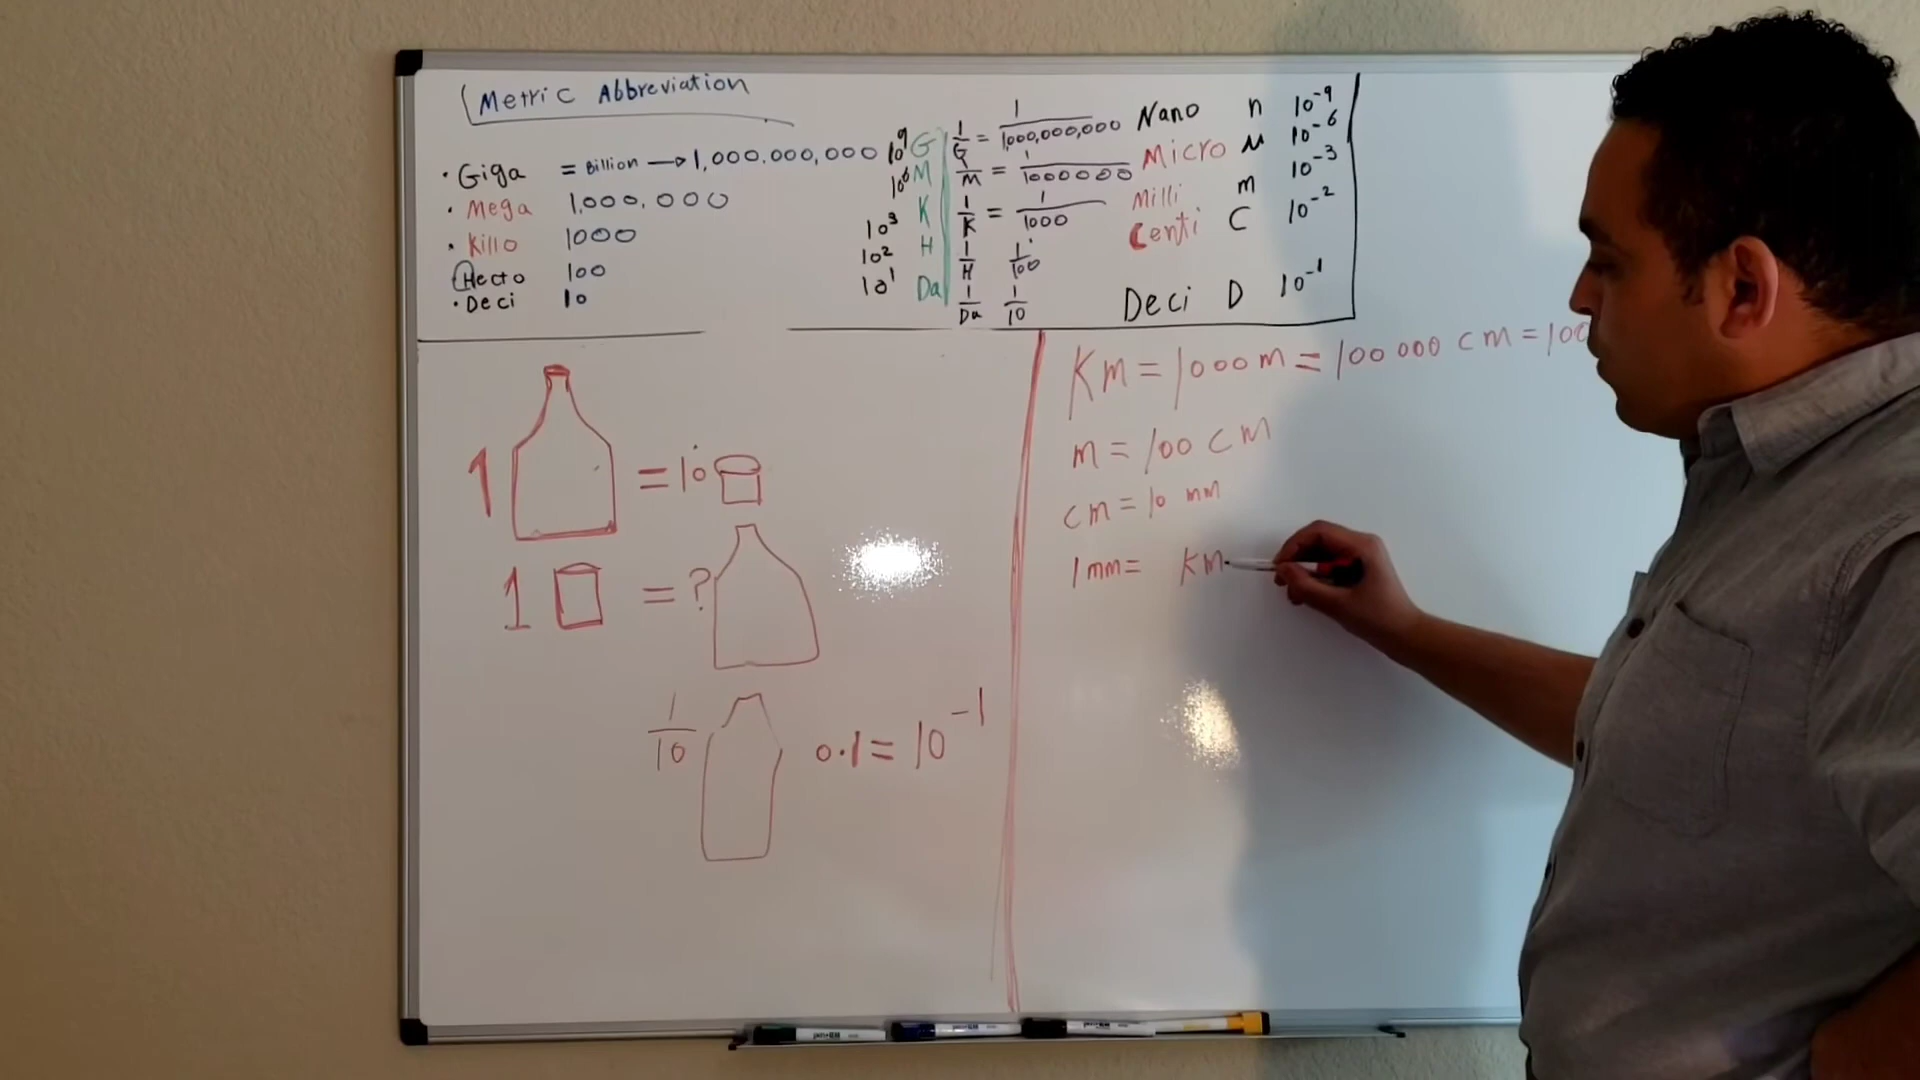 Metric Abbreviation
· Giga = Billion → 1,000.000,000 10⁹ G
· Mega 1,000,000 10⁶ M
· Killo 1000 10³ K
Hecto 100 10² H
· Deci 10 10¹ Da
1/G = 1/1,000,000,000 Nano n 10⁻⁹
1/M = 1/1000000 Micro M 10⁻⁶
1/K = 1/1000 Milli m 10⁻³
1/H 1/100 Centi C 10⁻²
1/Da 1/10 Deci D 10⁻¹
1 = 10
1 = ?
1/10 0.1 = 10⁻¹
Km = 1000 m = 100 000 cm = 100
m = 100 cm
cm = 10 mm
1 mm = Km